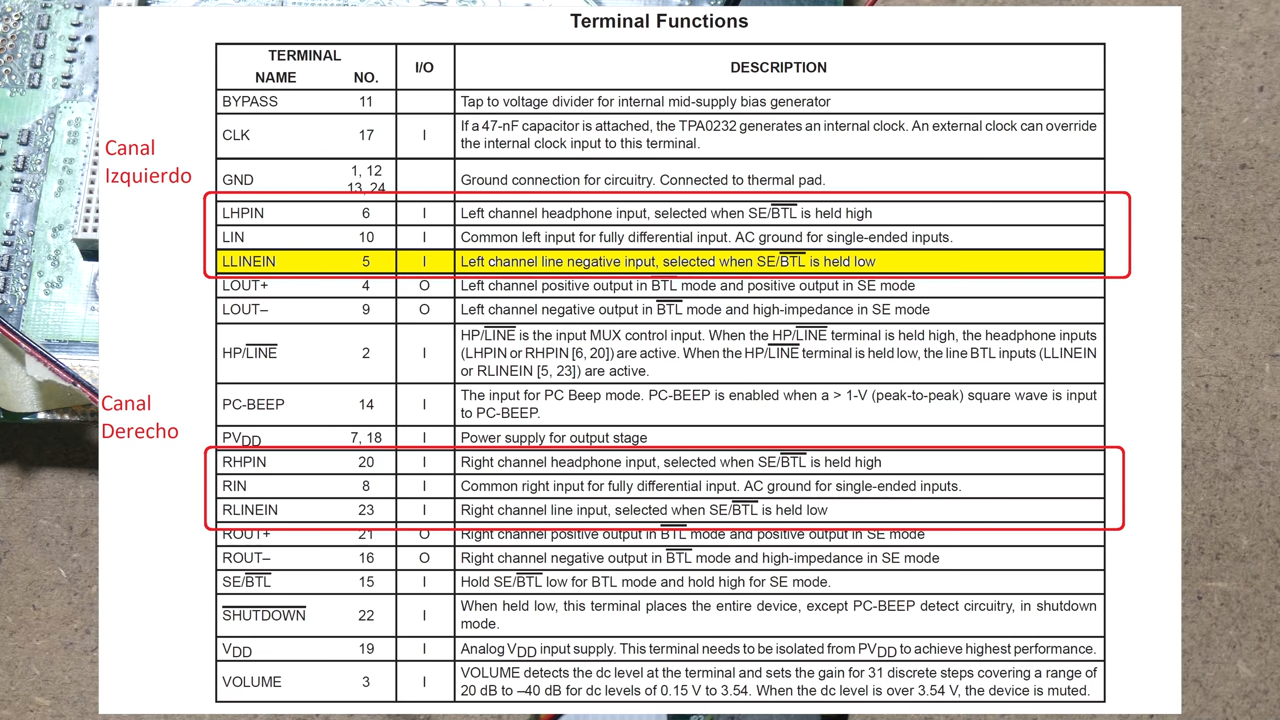 Terminal Functions
TERMINAL
NAME NO. I/O DESCRIPTION
BYPASS 11 Tap to voltage divider for internal mid-supply bias generator
CLK 17 I If a 47-nF capacitor is attached, the TPA0232 generates an internal clock. An external clock can override
the internal clock input to this terminal.
Canal
Izquierdo
GND 1, 12
13, 24 Ground connection for circuitry. Connected to thermal pad.
LHPIN 6 I Left channel headphone input, selected when SE/BTL is held high
LIN 10 I Common left input for fully differential input. AC ground for single-ended inputs.
LLINEIN 5 I Left channel line negative input, selected when SE/BTL is held low
LOUT+ 4 O Left channel positive output in BTL mode and positive output in SE mode
LOUT– 9 O Left channel negative output in BTL mode and high-impedance in SE mode
HP/LINE 2 I HP/LINE is the input MUX control input. When the HP/LINE terminal is held high, the headphone inputs
(LHPIN or RHPIN [6, 20]) are active. When the HP/LINE terminal is held low, the line BTL inputs (LLINEIN
or RLINEIN [5, 23]) are active.
Canal
Derecho
PC-BEEP 14 I The input for PC Beep mode. PC-BEEP is enabled when a > 1-V (peak-to-peak) square wave is input
to PC-BEEP.
PVDD 7, 18 I Power supply for output stage
RHPIN 20 I Right channel headphone input, selected when SE/BTL is held high
RIN 8 I Common right input for fully differential input. AC ground for single-ended inputs.
RLINEIN 23 I Right channel line input, selected when SE/BTL is held low
ROUT+ 21 O Right channel positive output in BTL mode and positive output in SE mode
ROUT– 16 O Right channel negative output in BTL mode and high-impedance in SE mode
SE/BTL 15 I Hold SE/BTL low for BTL mode and hold high for SE mode.
SHUTDOWN 22 I When held low, this terminal places the entire device, except PC-BEEP detect circuitry, in shutdown
mode.
VDD 19 I Analog VDD input supply. This terminal needs to be isolated from PVDD to achieve highest performance.
VOLUME 3 I VOLUME detects the dc level at the terminal and sets the gain for 31 discrete steps covering a range of
20 dB to –40 dB for dc levels of 0.15 V to 3.54. When the dc level is over 3.54 V, the device is muted.